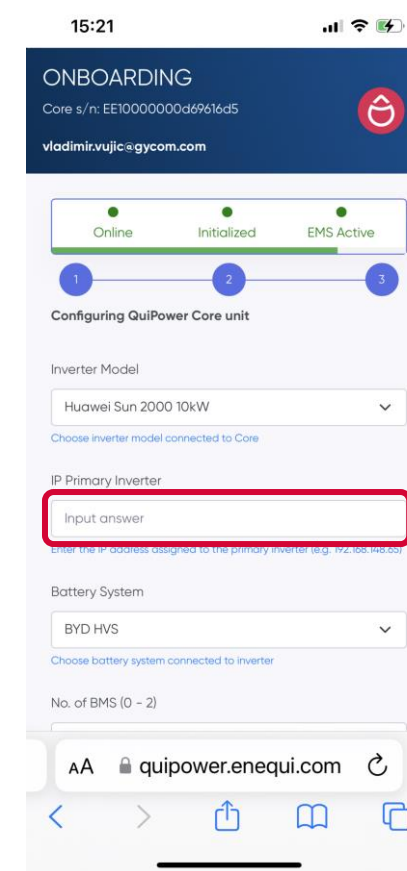 15:21
ONBOARDING
Core s/n: EE10000000d69616d5
vladimir.vujic@gycom.com
Online Initialized EMS Active
1 2 3
Configuring QuiPower Core unit
Inverter Model
Huawei Sun 2000 10kW
Choose inverter model connected to Core
IP Primary Inverter
Input answer
Enter the IP address assigned to the primary inverter (e.g. 192.168.148.65)
Battery System
BYD HVS
Choose battery system connected to inverter
No. of BMS (0 - 2)
AA quipower.enequi.com